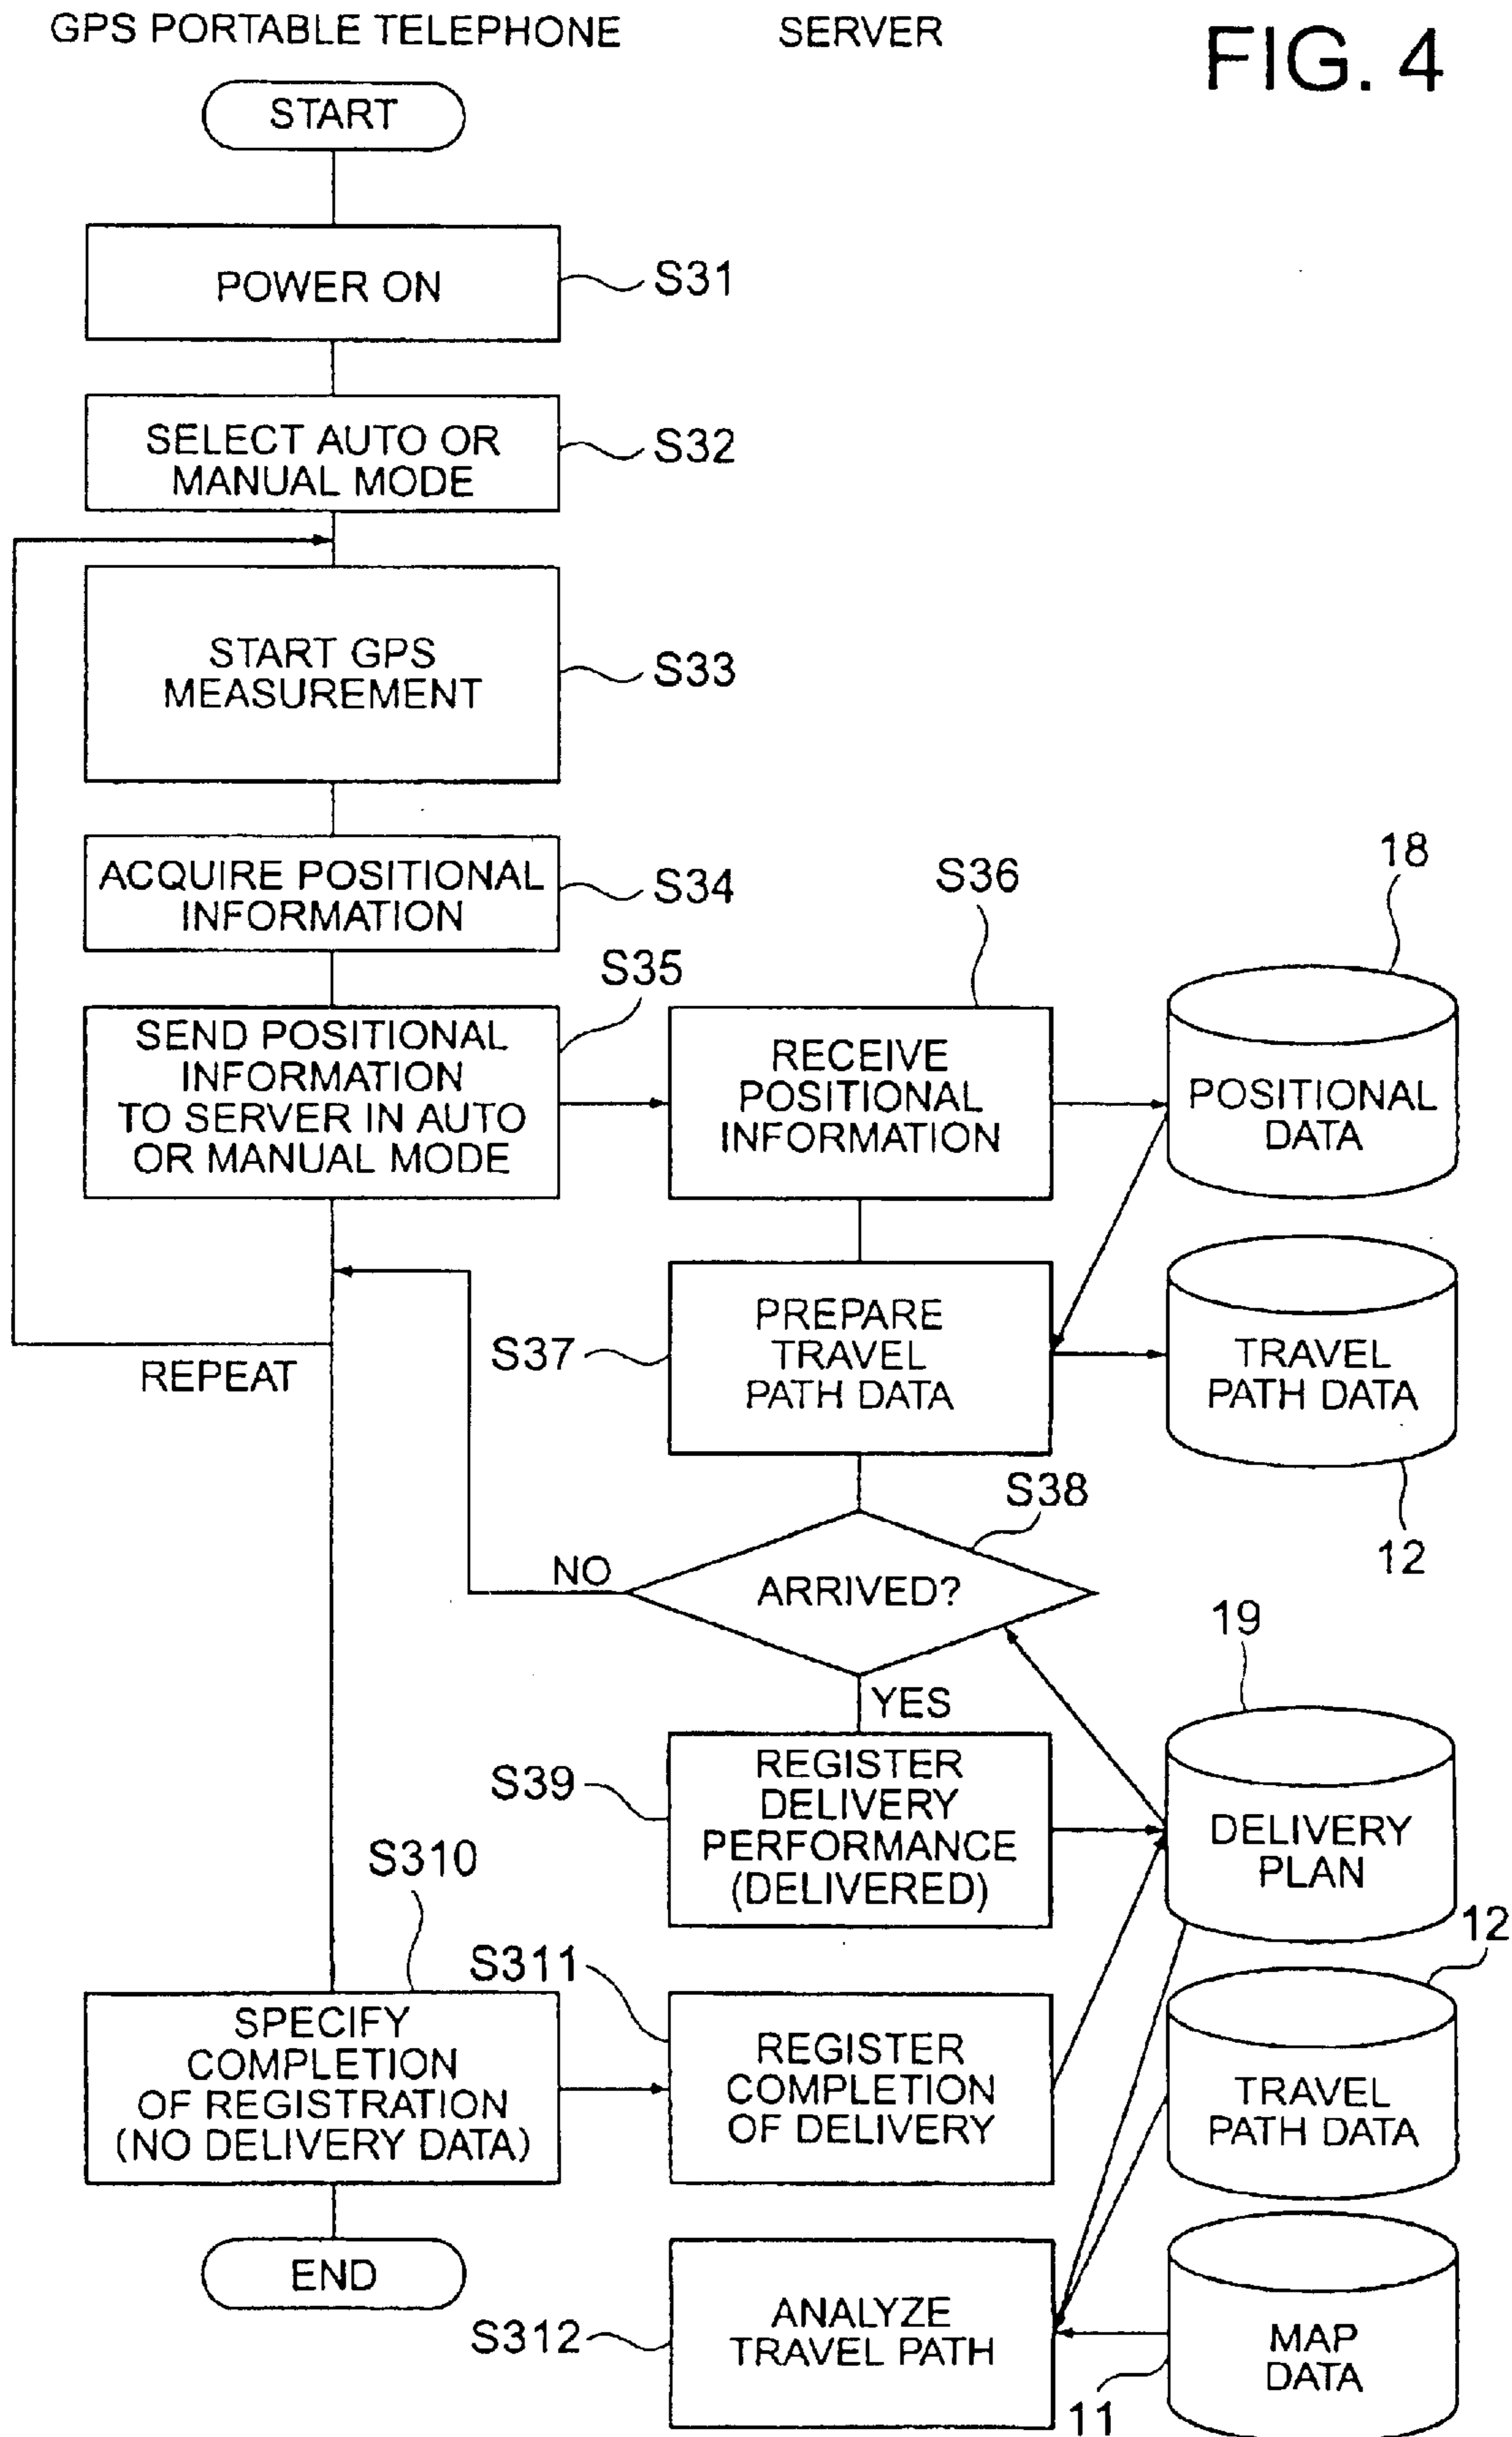 GPS PORTABLE TELEPHONE
SERVER
FIG. 4
START
POWER ON
S31
SELECT AUTO OR
MANUAL MODE
S32
START GPS
MEASUREMENT
S33
ACQUIRE POSITIONAL
INFORMATION
S34
S35
SEND POSITIONAL
INFORMATION
TO SERVER IN AUTO
OR MANUAL MODE
S36
RECEIVE
POSITIONAL
INFORMATION
18
POSITIONAL
DATA
REPEAT
S37
PREPARE
TRAVEL
PATH DATA
TRAVEL
PATH DATA
12
S38
ARRIVED?
NO
YES
19
DELIVERY
PLAN
S39
REGISTER
DELIVERY
PERFORMANCE
(DELIVERED)
S310
SPECIFY
COMPLETION
OF REGISTRATION
(NO DELIVERY DATA)
S311
REGISTER
COMPLETION
OF DELIVERY
12
TRAVEL
PATH DATA
END
S312
ANALYZE
TRAVEL PATH
11
MAP
DATA